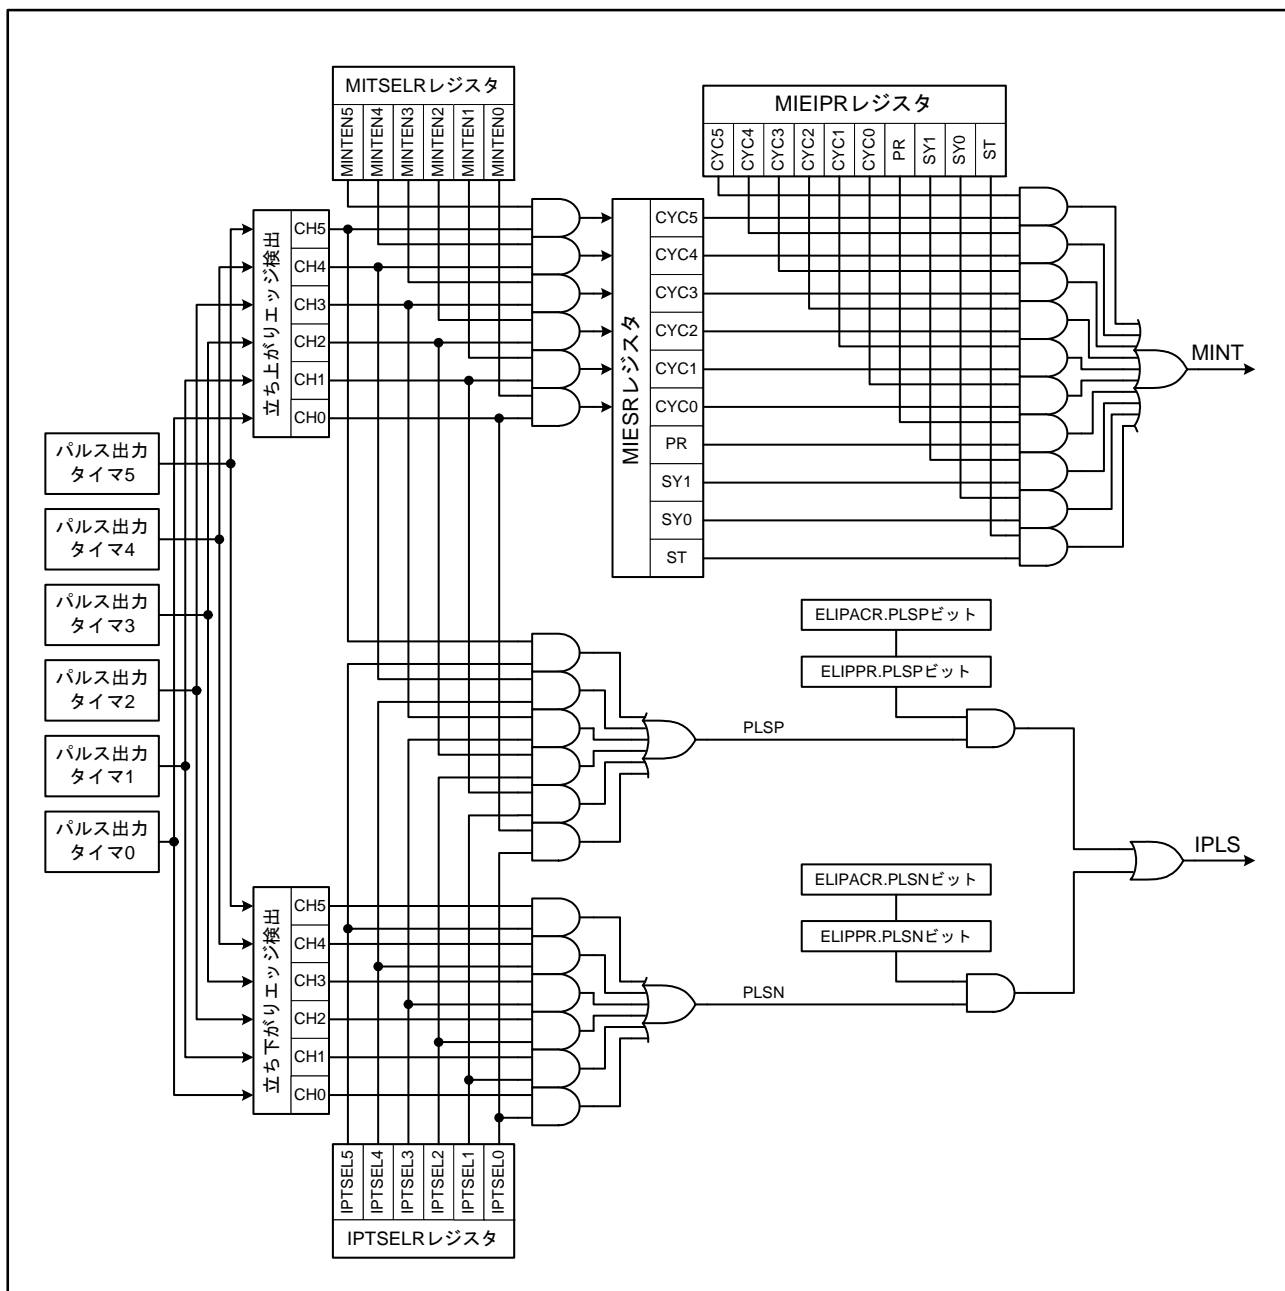 MITSELRレジスタ
MINTEN5
MINTEN4
MINTEN3
MINTEN2
MINTEN1
MINTEN0
MIEIPRレジスタ
CYC5
CYC4
CYC3
CYC2
CYC1
CYC0
PR
SY1
SY0
ST
立ち上がりエッジ検出
CH5
CH4
CH3
CH2
CH1
CH0
MIESRレジスタ
CYC5
CYC4
CYC3
CYC2
CYC1
CYC0
PR
SY1
SY0
ST
MINT
パルス出力
タイマ5
パルス出力
タイマ4
パルス出力
タイマ3
パルス出力
タイマ2
パルス出力
タイマ1
パルス出力
タイマ0
ELIPACR.PLSPビット
ELIPPR.PLSPビット
PLSP
IPLS
立ち下がりエッジ検出
CH5
CH4
CH3
CH2
CH1
CH0
ELIPACR.PLSNビット
ELIPPR.PLSNビット
PLSN
IPTSEL5
IPTSEL4
IPTSEL3
IPTSEL2
IPTSEL1
IPTSEL0
IPTSELRレジスタ